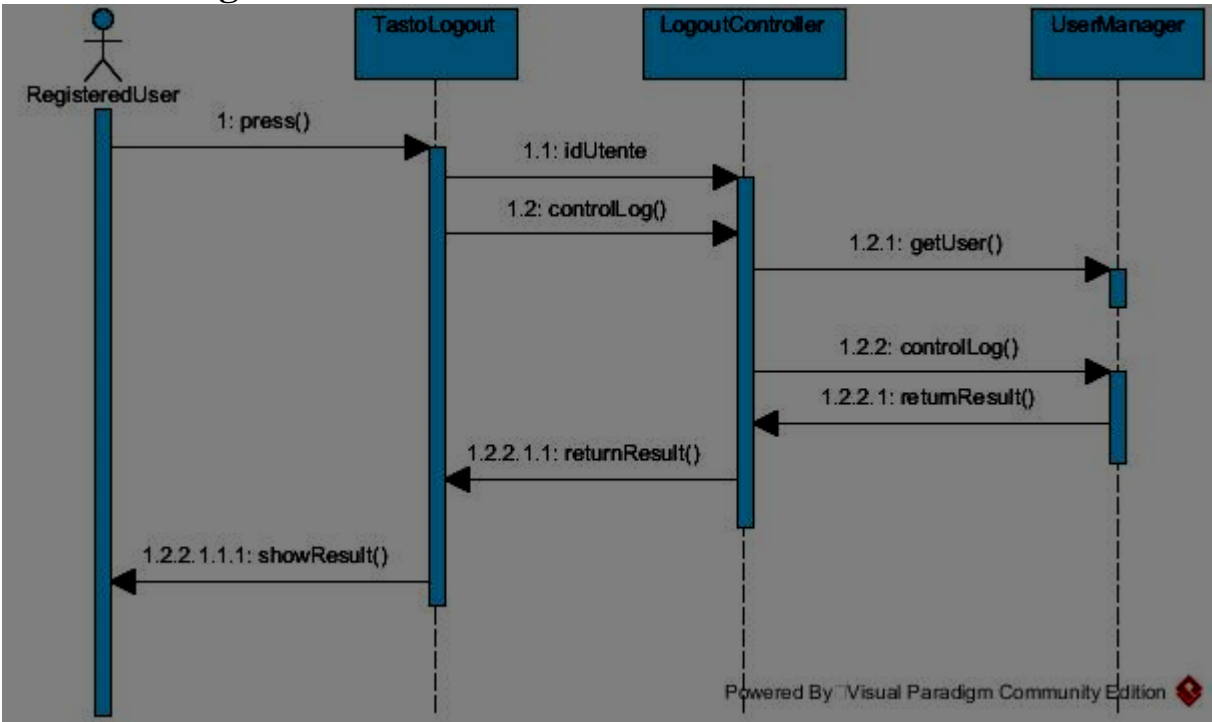 TastoLogout
LogoutController
UserManager
RegisteredUser
1: press()
1.1: idUtente
1.2: controlLog()
1.2.1: getUser()
1.2.2: controlLog()
1.2.2.1: returnResult()
1.2.2.1.1: returnResult()
1.2.2.1.1.1: showResult()
Powered By Visual Paradigm Community Edition